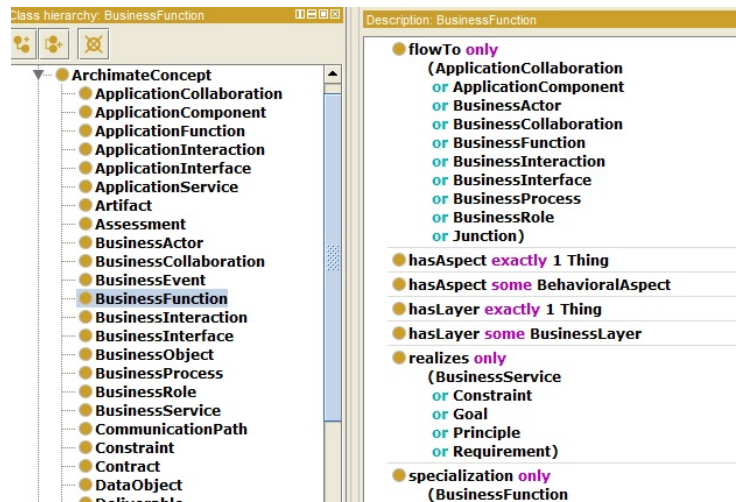 Class hierarchy: BusinessFunction
ArchimateConcept
ApplicationCollaboration
ApplicationComponent
ApplicationFunction
ApplicationInteraction
ApplicationInterface
ApplicationService
Artifact
Assessment
BusinessActor
BusinessCollaboration
BusinessEvent
BusinessFunction
BusinessInteraction
BusinessInterface
BusinessObject
BusinessProcess
BusinessRole
BusinessService
CommunicationPath
Constraint
Contract
DataObject
Deliverable
Description: BusinessFunction
flowTo only
(ApplicationCollaboration
or ApplicationComponent
or BusinessActor
or BusinessCollaboration
or BusinessFunction
or BusinessInteraction
or BusinessInterface
or BusinessProcess
or BusinessRole
or Junction)
hasAspect exactly 1 Thing
hasAspect some BehavioralAspect
hasLayer exactly 1 Thing
hasLayer some BusinessLayer
realizes only
(BusinessService
or Constraint
or Goal
or Principle
or Requirement)
specialization only
(BusinessFunction